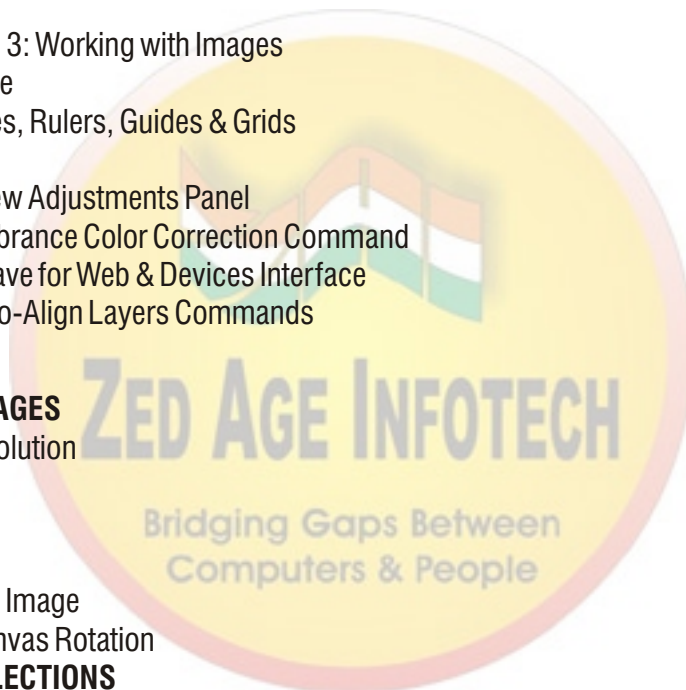 3: Working with Images
e
es, Rulers, Guides & Grids
ew Adjustments Panel
brance Color Correction Command
ave for Web & Devices Interface
o-Align Layers Commands
AGES
olution
ZED AGE INFOTECH
Bridging Gaps Between
Computers & People
Image
nvas Rotation
LECTIONS